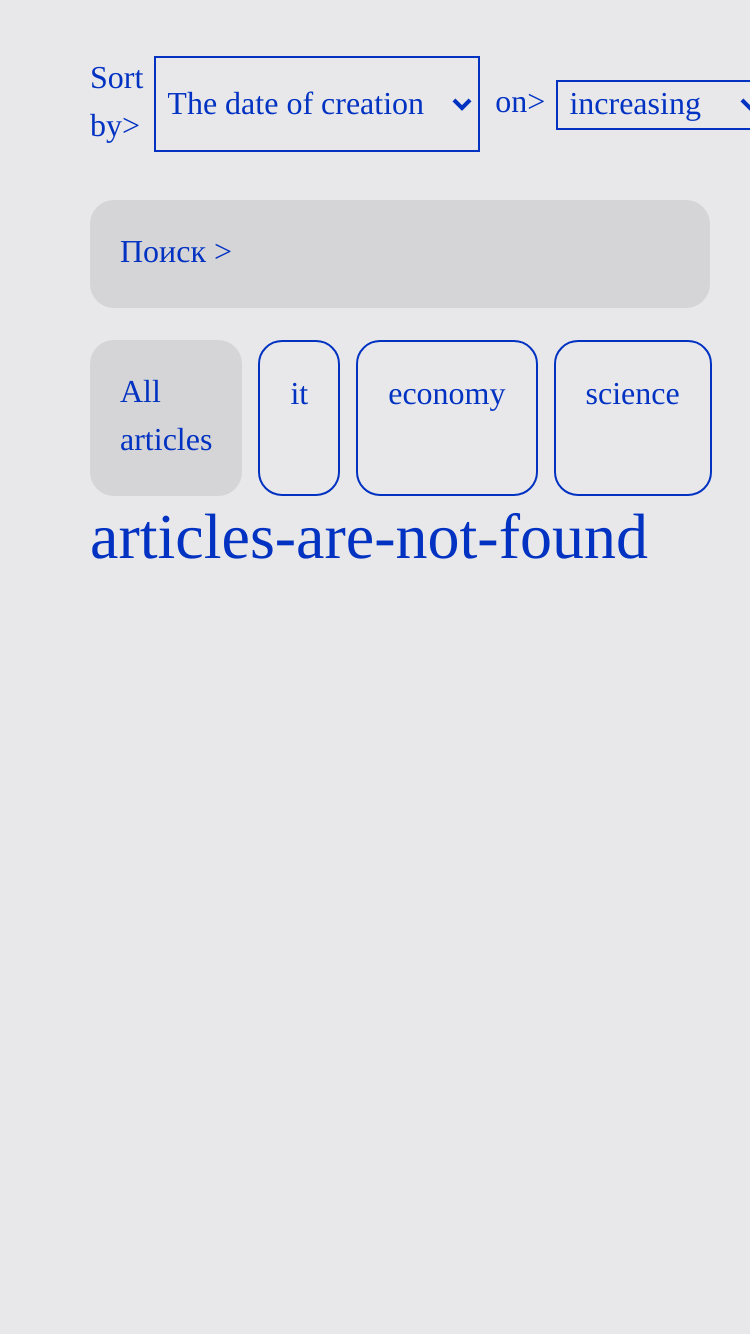 Sort by> The date of creation on> increasing
Поиск >
All articles it economy science
articles-are-not-found